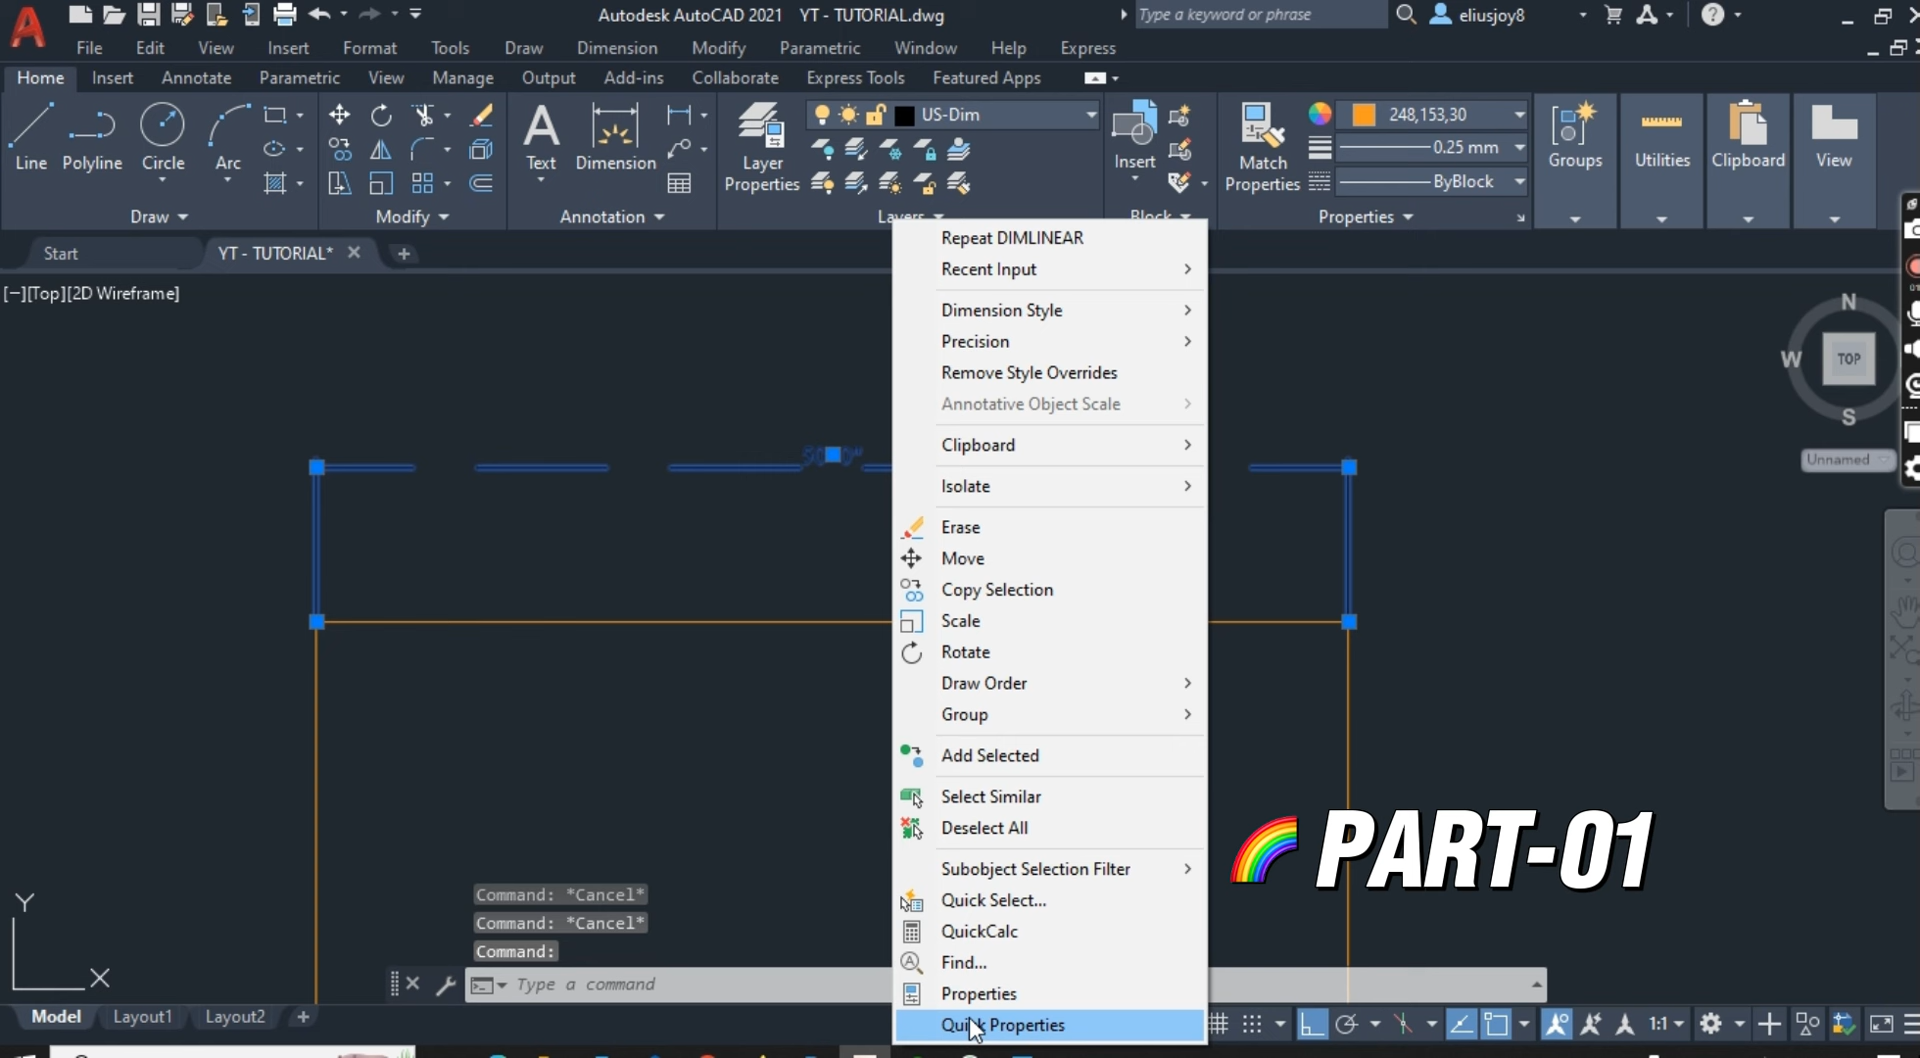 Autodesk AutoCAD 2021 YT - TUTORIAL.dwg
Type a keyword or phrase
eliusjoy8
File Edit View Insert Format Tools Draw Dimension Modify Parametric Window Help Express
Home Insert Annotate Parametric View Manage Output Add-ins Collaborate Express Tools Featured Apps
US-Dim
248,153,30
0.25 mm
ByBlock
Line Polyline Circle Arc
Text Dimension
Layer Properties
Insert
Match Properties
Groups Utilities Clipboard View
Draw Modify Annotation Layers Block Properties
Start YT - TUTORIAL*
[−][Top][2D Wireframe]
N
W TOP
S
Unnamed
Repeat DIMLINEAR
Recent Input
Dimension Style
Precision
Remove Style Overrides
Annotative Object Scale
Clipboard
Isolate
Erase
Move
Copy Selection
Scale
Rotate
Draw Order
Group
Add Selected
Select Similar
Deselect All
Subobject Selection Filter
Quick Select...
QuickCalc
Find...
Properties
Quick Properties
PART-01
Y
X
Command: *Cancel*
Command: *Cancel*
Command:
Type a command
Model Layout1 Layout2
1:1